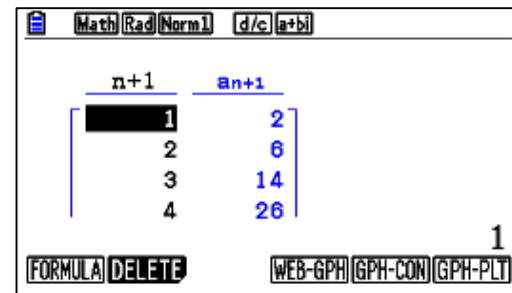 Math Rad Norm1 d/c a+bi
n+1 an+1
1 2
2 6
3 14
4 26
1
FORMULA DELETE WEB-GPH GPH-CON GPH-PLT